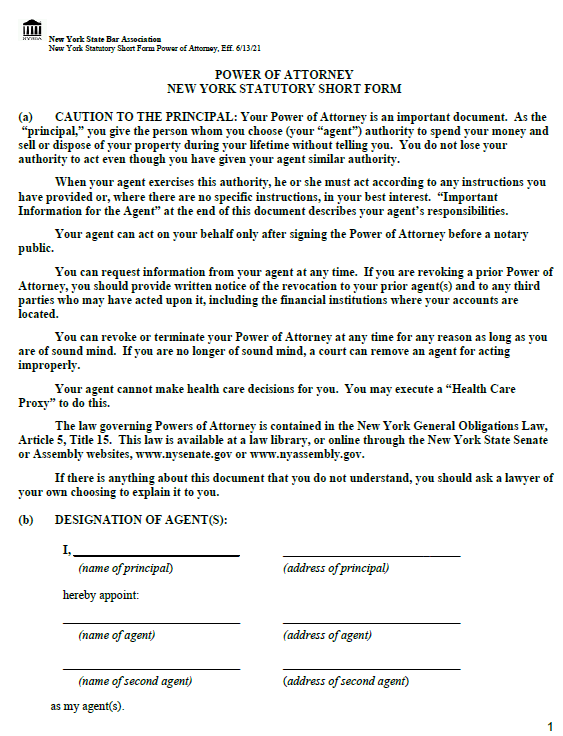 NYSBA
New York State Bar Association
New York Statutory Short Form Power of Attorney, Eff. 6/13/21
POWER OF ATTORNEY
NEW YORK STATUTORY SHORT FORM
(a) CAUTION TO THE PRINCIPAL: Your Power of Attorney is an important document. As the
“principal,” you give the person whom you choose (your “agent”) authority to spend your money and
sell or dispose of your property during your lifetime without telling you. You do not lose your
authority to act even though you have given your agent similar authority.
When your agent exercises this authority, he or she must act according to any instructions you
have provided or, where there are no specific instructions, in your best interest. “Important
Information for the Agent” at the end of this document describes your agent’s responsibilities.
Your agent can act on your behalf only after signing the Power of Attorney before a notary
public.
You can request information from your agent at any time. If you are revoking a prior Power of
Attorney, you should provide written notice of the revocation to your prior agent(s) and to any third
parties who may have acted upon it, including the financial institutions where your accounts are
located.
You can revoke or terminate your Power of Attorney at any time for any reason as long as you
are of sound mind. If you are no longer of sound mind, a court can remove an agent for acting
improperly.
Your agent cannot make health care decisions for you. You may execute a “Health Care
Proxy” to do this.
The law governing Powers of Attorney is contained in the New York General Obligations Law,
Article 5, Title 15. This law is available at a law library, or online through the New York State Senate
or Assembly websites, www.nysenate.gov or www.nyassembly.gov.
If there is anything about this document that you do not understand, you should ask a lawyer of
your own choosing to explain it to you.
(b) DESIGNATION OF AGENT(S):
I, ____________________________ ______________________________
(name of principal) (address of principal)
hereby appoint:
______________________________ ______________________________
(name of agent) (address of agent)
______________________________ ______________________________
(name of second agent) (address of second agent)
as my agent(s).
1